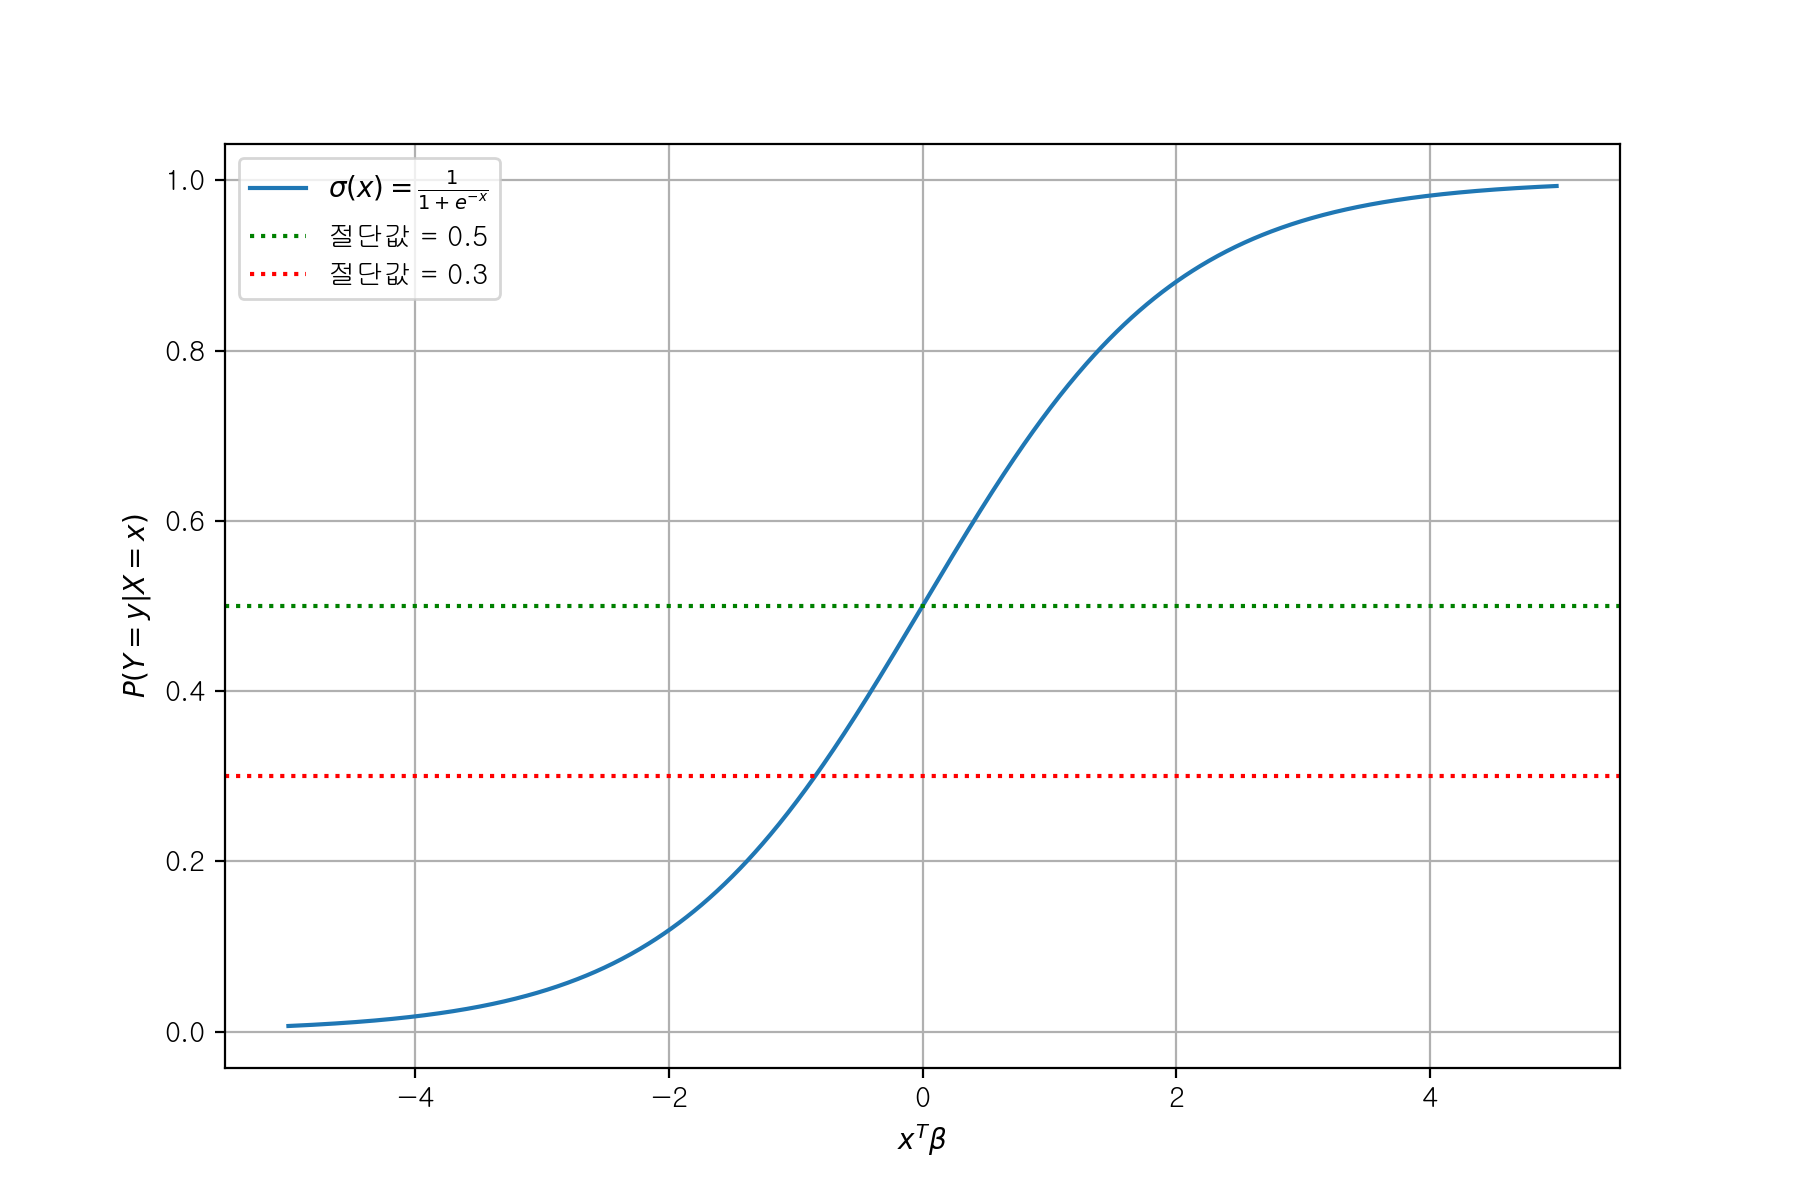 σ(x) = 1/(1 + e^{-x})
절단값 = 0.5
절단값 = 0.3
1.0
0.8
0.6
0.4
0.2
0.0
P(Y = y|X = x)
−4 −2 0 2 4
x^T β